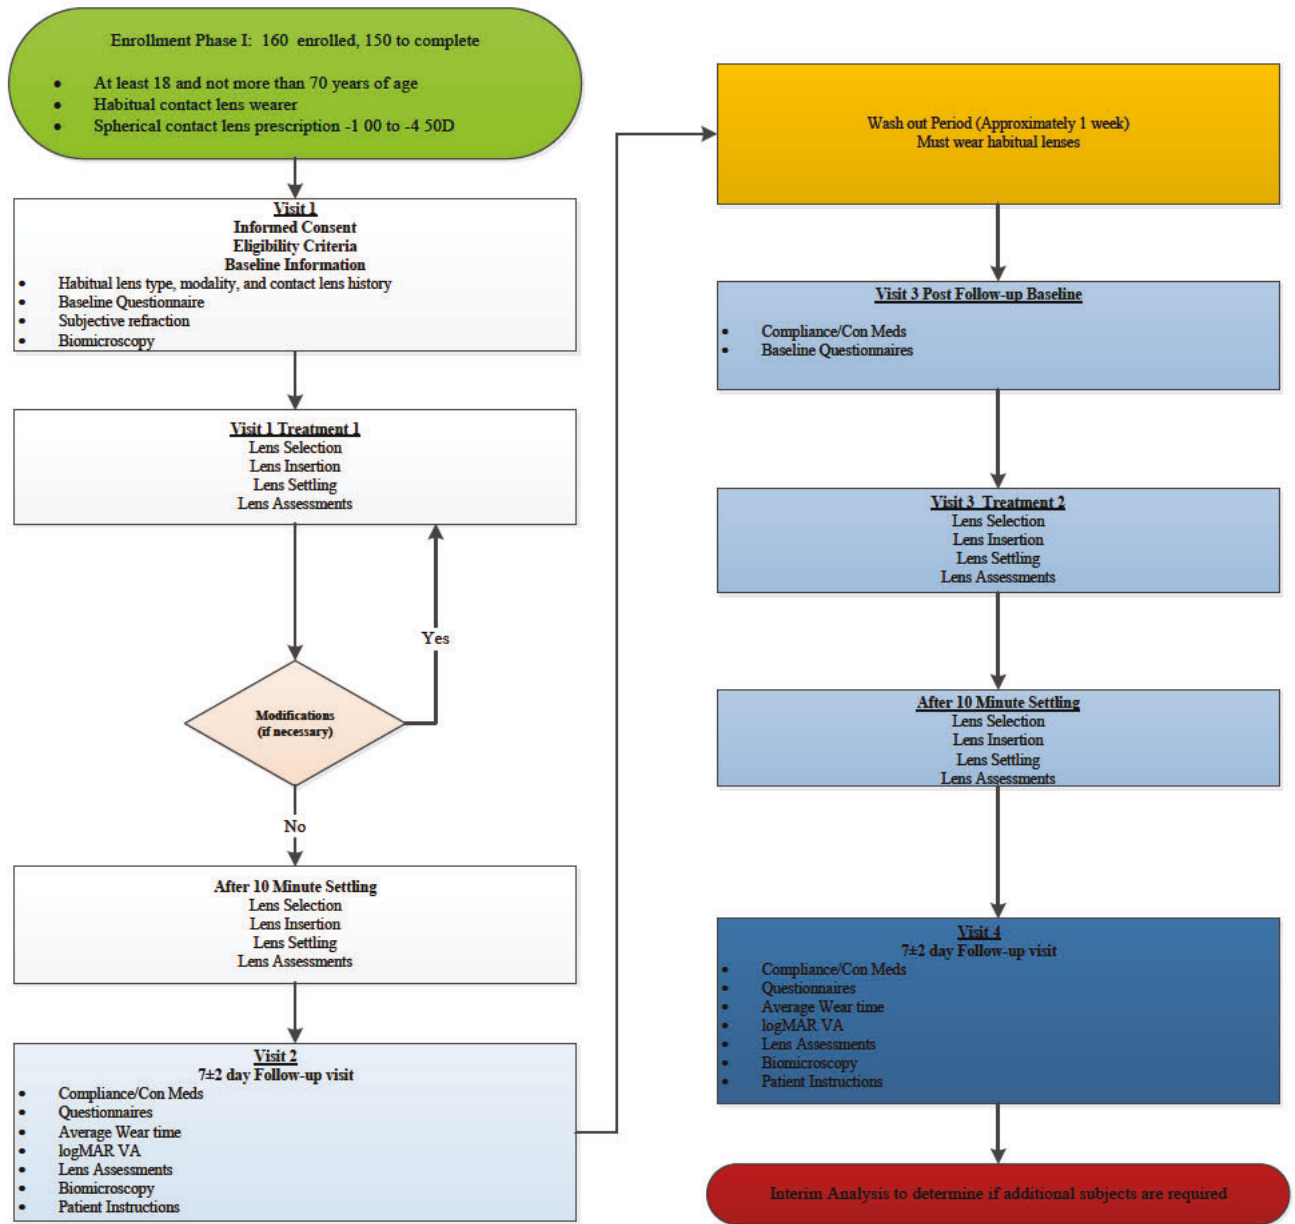 Enrollment Phase I: 160 enrolled, 150 to complete
• At least 18 and not more than 70 years of age
• Habitual contact lens wearer
• Spherical contact lens prescription -1 00 to -4 50D
Visit 1
Informed Consent
Eligibility Criteria
Baseline Information
• Habitual lens type, modality, and contact lens history
• Baseline Questionnaire
• Subjective refraction
• Biomicroscopy
Visit 1 Treatment 1
Lens Selection
Lens Insertion
Lens Settling
Lens Assessments
Yes
Modifications
(if necessary)
No
After 10 Minute Settling
Lens Selection
Lens Insertion
Lens Settling
Lens Assessments
Visit 2
7±2 day Follow-up visit
• Compliance/Con Meds
• Questionnaires
• Average Wear time
• logMAR VA
• Lens Assessments
• Biomicroscopy
• Patient Instructions
Wash out Period (Approximately 1 week)
Must wear habitual lenses
Visit 3 Post Follow-up Baseline
• Compliance/Con Meds
• Baseline Questionnaires
Visit 3 Treatment 2
Lens Selection
Lens Insertion
Lens Settling
Lens Assessments
After 10 Minute Settling
Lens Selection
Lens Insertion
Lens Settling
Lens Assessments
Visit 4
7±2 day Follow-up visit
• Compliance/Con Meds
• Questionnaires
• Average Wear time
• logMAR VA
• Lens Assessments
• Biomicroscopy
• Patient Instructions
Interim Analysis to determine if additional subjects are required